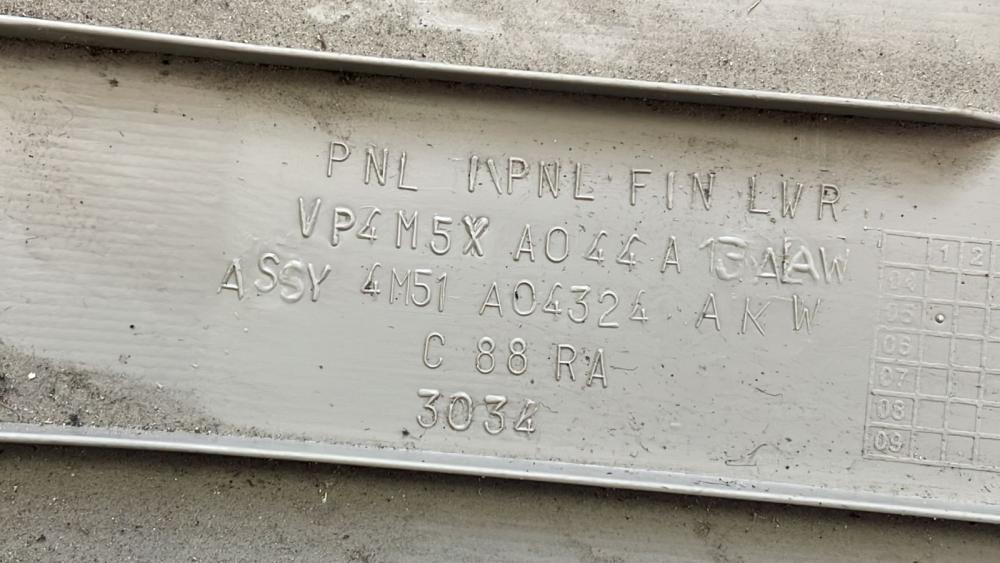 PNL I\PNL FIN LWR
VP4M5X A044 A
ASSY 4M51 A04324 AKW
C 88 RA
3034
1 2
04
05
06
07
08
09